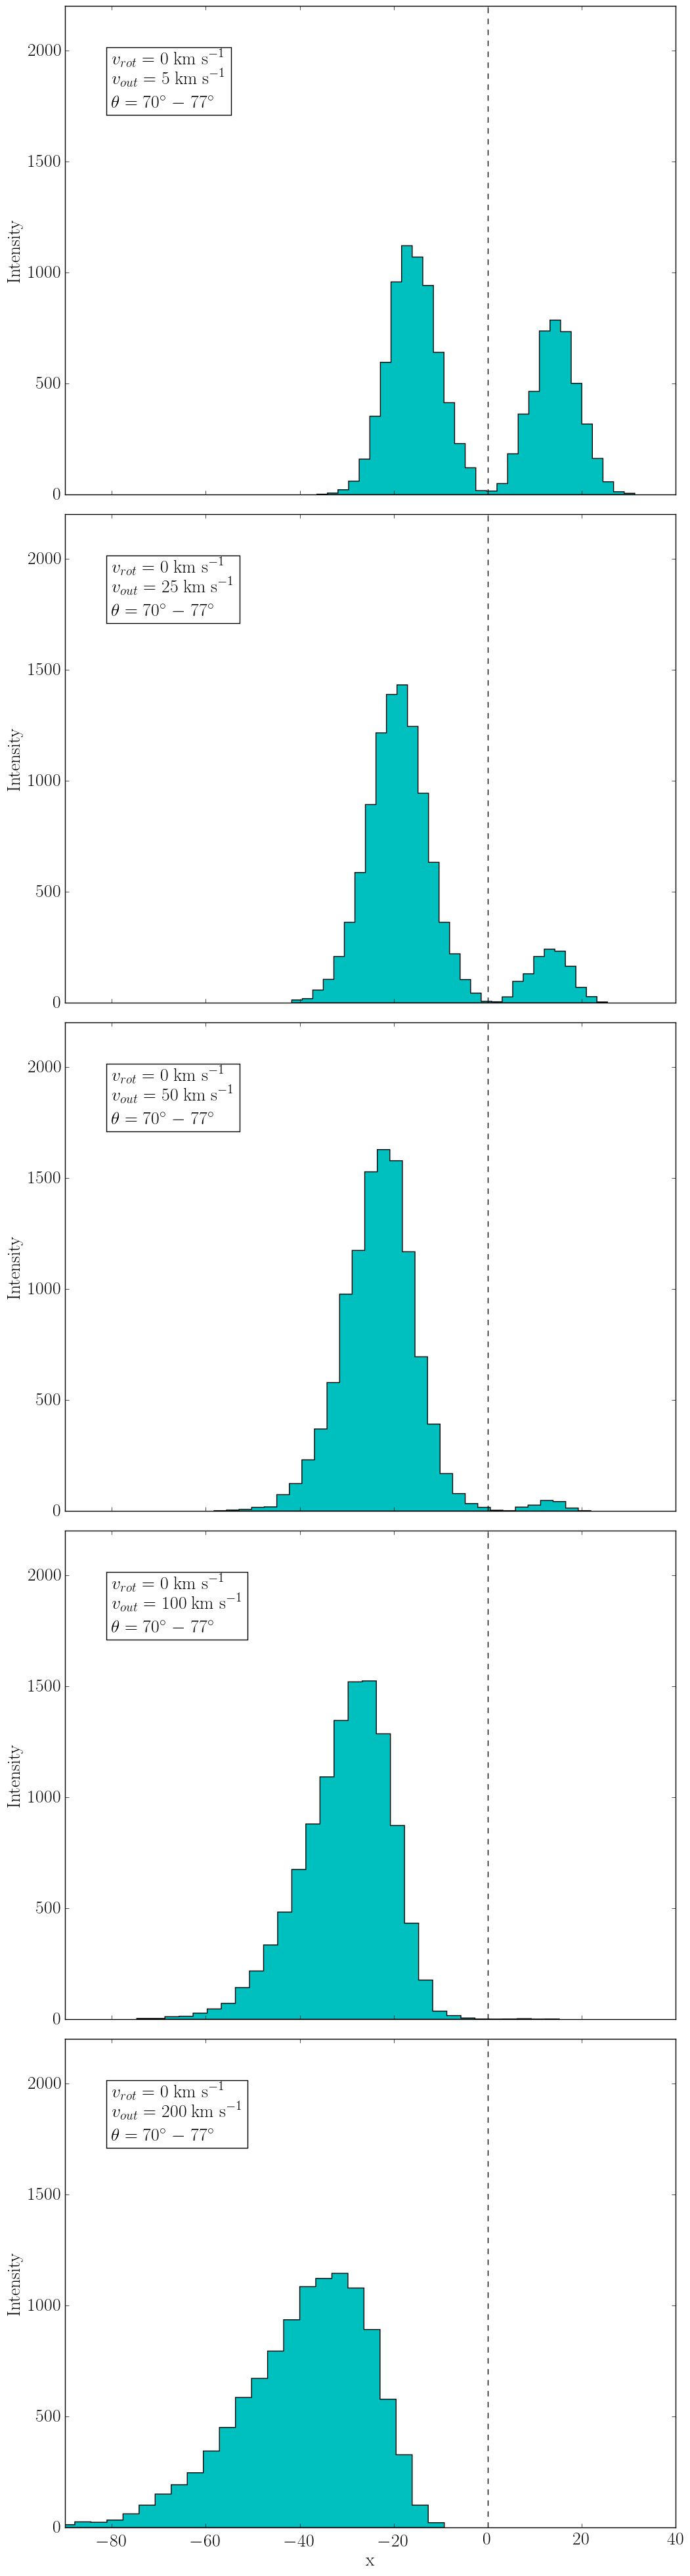 2000
1500
1000
500
0
Intensity
v_rot = 0 km s⁻¹
v_out = 5 km s⁻¹
θ = 70° − 77°
2000
1500
1000
500
0
Intensity
v_rot = 0 km s⁻¹
v_out = 25 km s⁻¹
θ = 70° − 77°
2000
1500
1000
500
0
Intensity
v_rot = 0 km s⁻¹
v_out = 50 km s⁻¹
θ = 70° − 77°
2000
1500
1000
500
0
Intensity
v_rot = 0 km s⁻¹
v_out = 100 km s⁻¹
θ = 70° − 77°
2000
1500
1000
500
0
Intensity
v_rot = 0 km s⁻¹
v_out = 200 km s⁻¹
θ = 70° − 77°
−80 −60 −40 −20 0 20 40
x